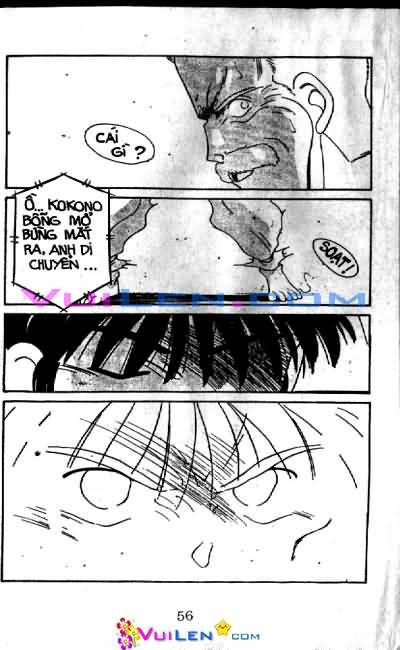 CÁI
GÌ?
Ồ... KOKONO
BỖNG MỞ
BỪNG MẮT
RA, ANH DI
CHUYỂN...
SOẠT!
VUILEN.COM
56
VUILEN.COM